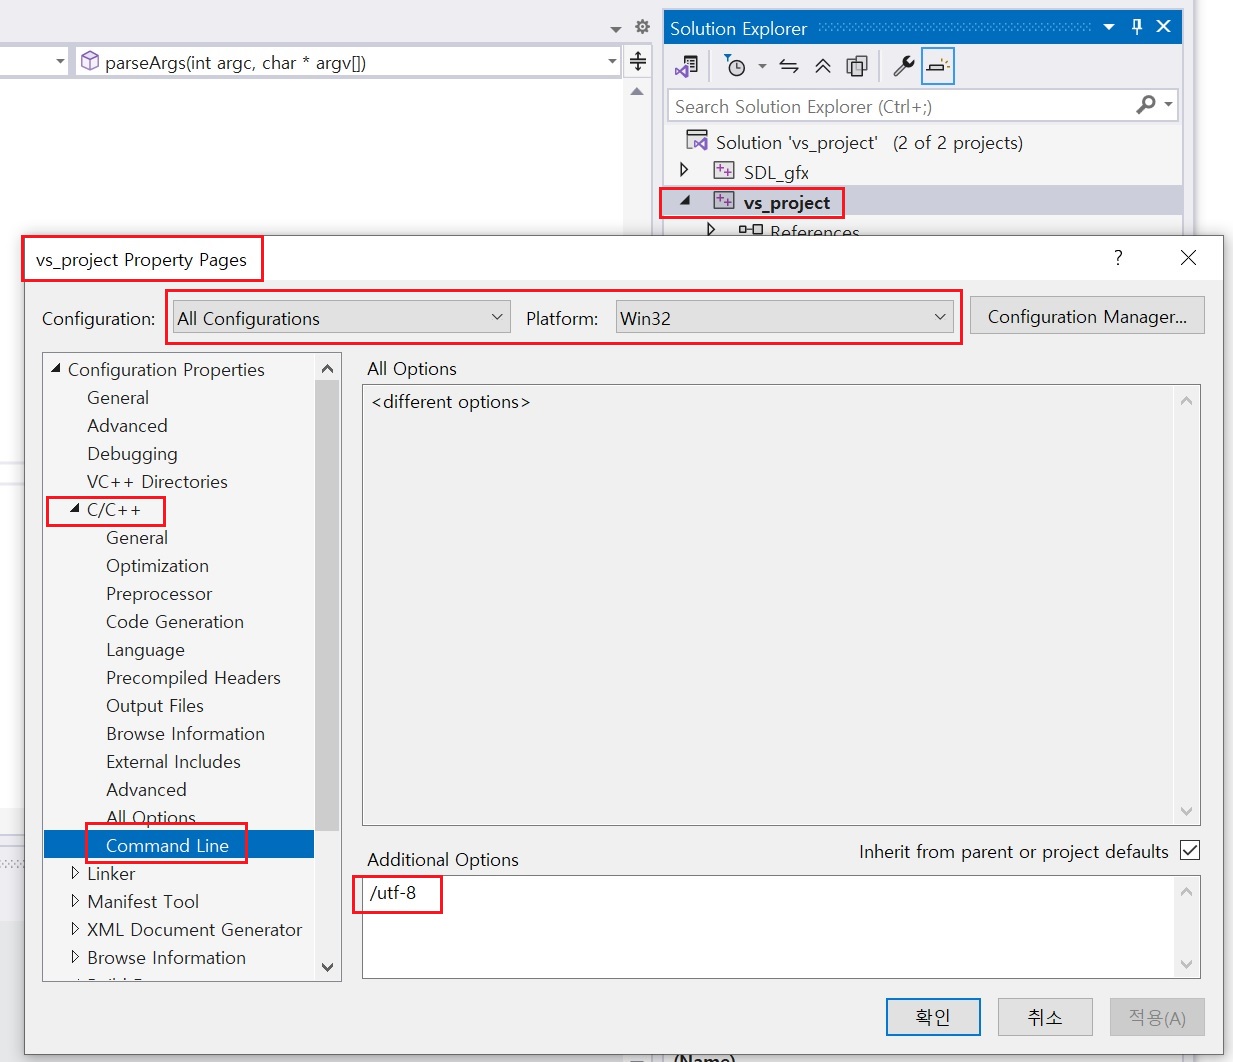 parseArgs(int argc, char * argv[])
Solution Explorer
Search Solution Explorer (Ctrl+;)
Solution 'vs_project' (2 of 2 projects)
SDL_gfx
vs_project
References
vs_project Property Pages
?
Configuration: All Configurations Platform: Win32 Configuration Manager...
Configuration Properties
General
Advanced
Debugging
VC++ Directories
C/C++
General
Optimization
Preprocessor
Code Generation
Language
Precompiled Headers
Output Files
Browse Information
External Includes
Advanced
All Options
Command Line
Linker
Manifest Tool
XML Document Generator
Browse Information
All Options
<different options>
Additional Options
Inherit from parent or project defaults
/utf-8
확인 취소 적용(A)
(Name)